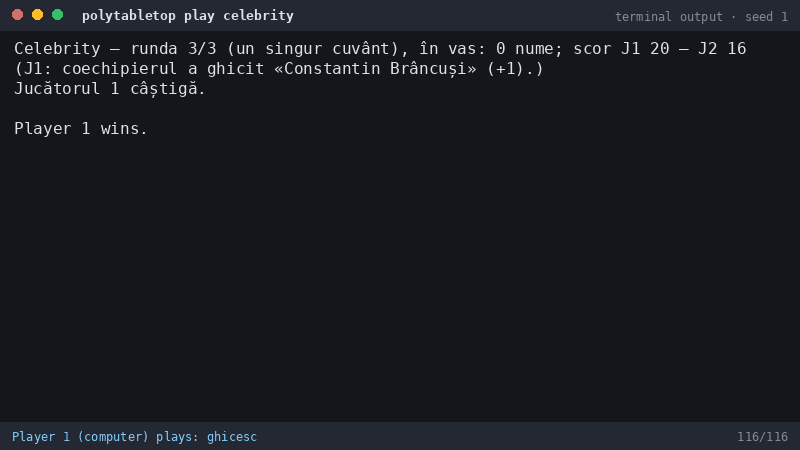 polytabletop play celebrity
terminal output · seed 1
Celebrity — runda 3/3 (un singur cuvânt), în vas: 0 nume; scor J1 20 — J2 16
(J1: coechipierul a ghicit «Constantin Brâncuși» (+1).)
Jucătorul 1 câștigă.
Player 1 wins.
Player 1 (computer) plays: ghicesc
116/116